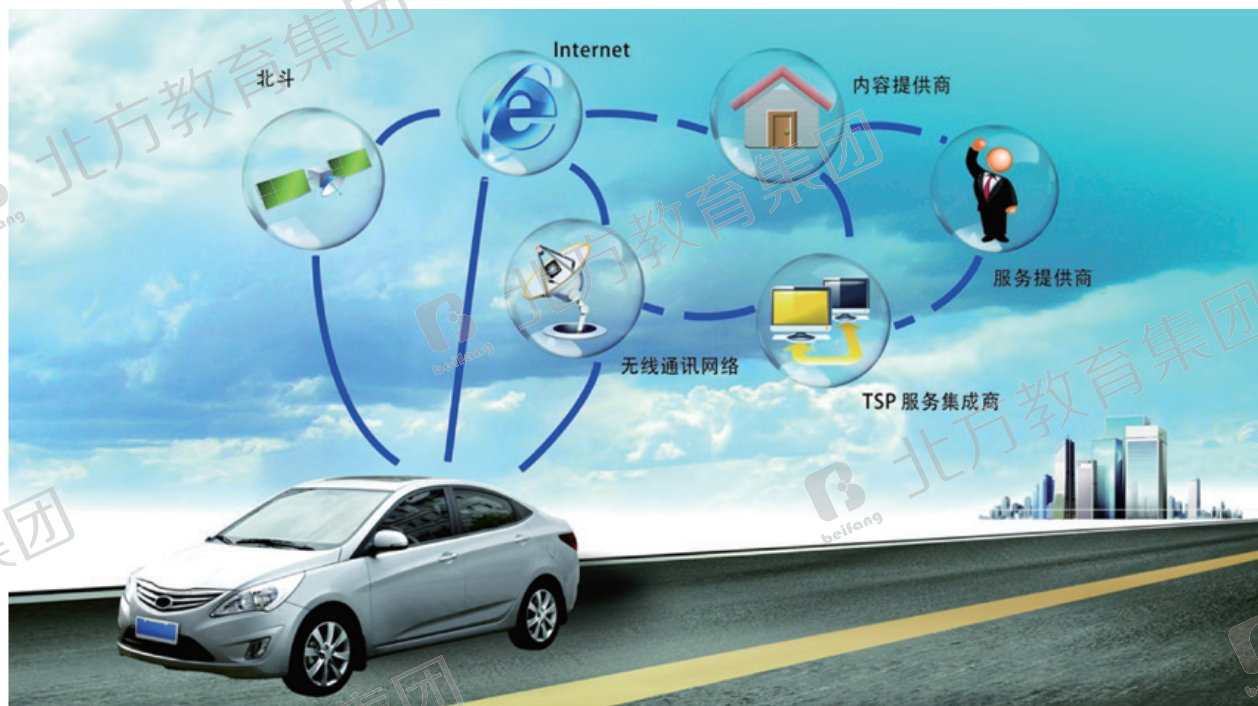 Internet
北斗
内容提供商
服务提供商
无线通讯网络
TSP 服务集成商
北方教育集团
beifang
北方教育集团
beifang
北方教育集团
beifang
北方教育集团
团
教育集团